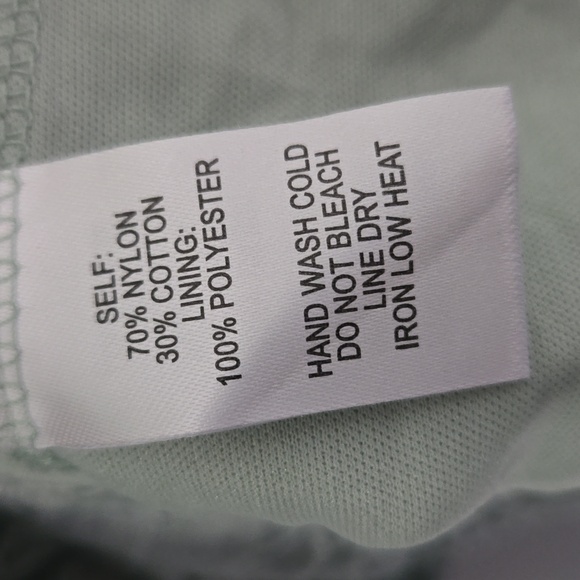 SELF:
70% NYLON
30% COTTON
LINING:
100% POLYESTER
HAND WASH COLD
DO NOT BLEACH
LINE DRY
IRON LOW HEAT